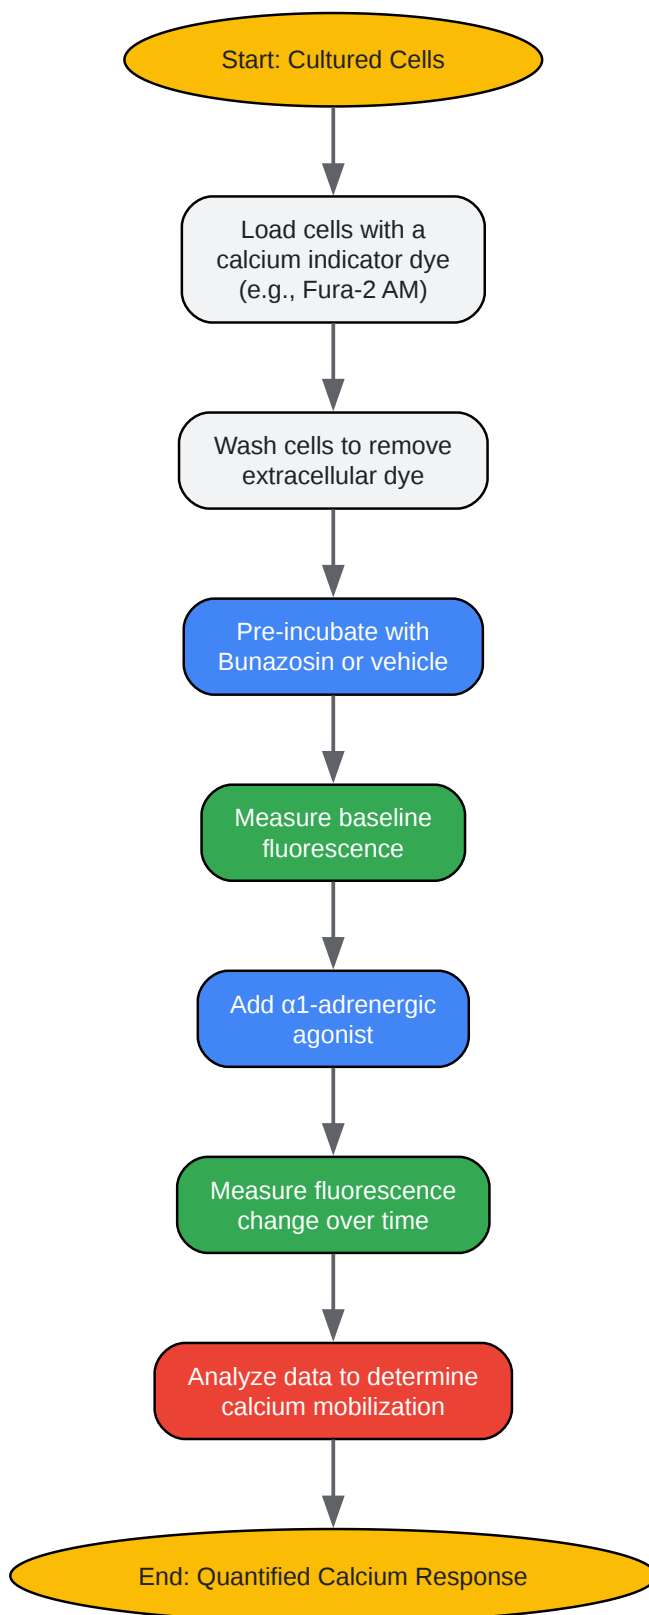 Start: Cultured Cells
Load cells with a
calcium indicator dye
(e.g., Fura-2 AM)
Wash cells to remove
extracellular dye
Pre-incubate with
Bunazosin or vehicle
Measure baseline
fluorescence
Add α1-adrenergic
agonist
Measure fluorescence
change over time
Analyze data to determine
calcium mobilization
End: Quantified Calcium Response